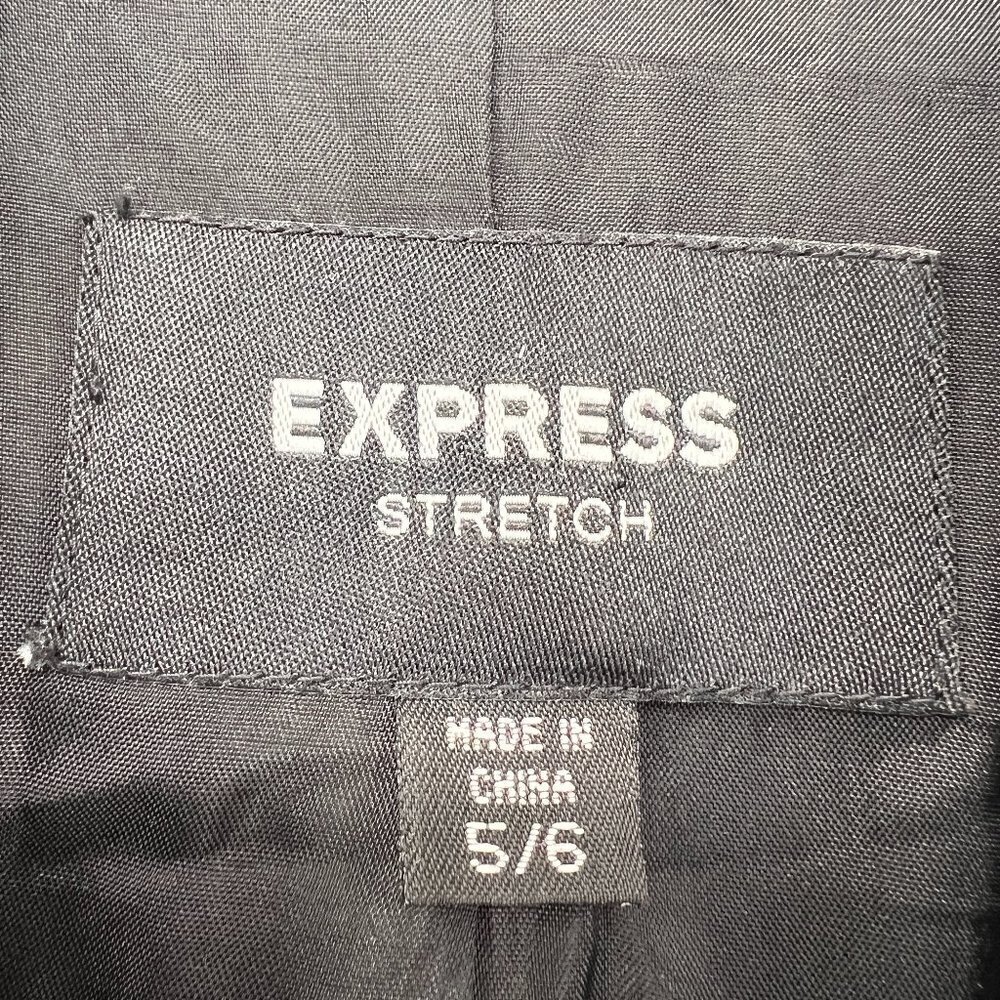 EXPRESS
STRETCH
MADE IN
CHINA
5/6